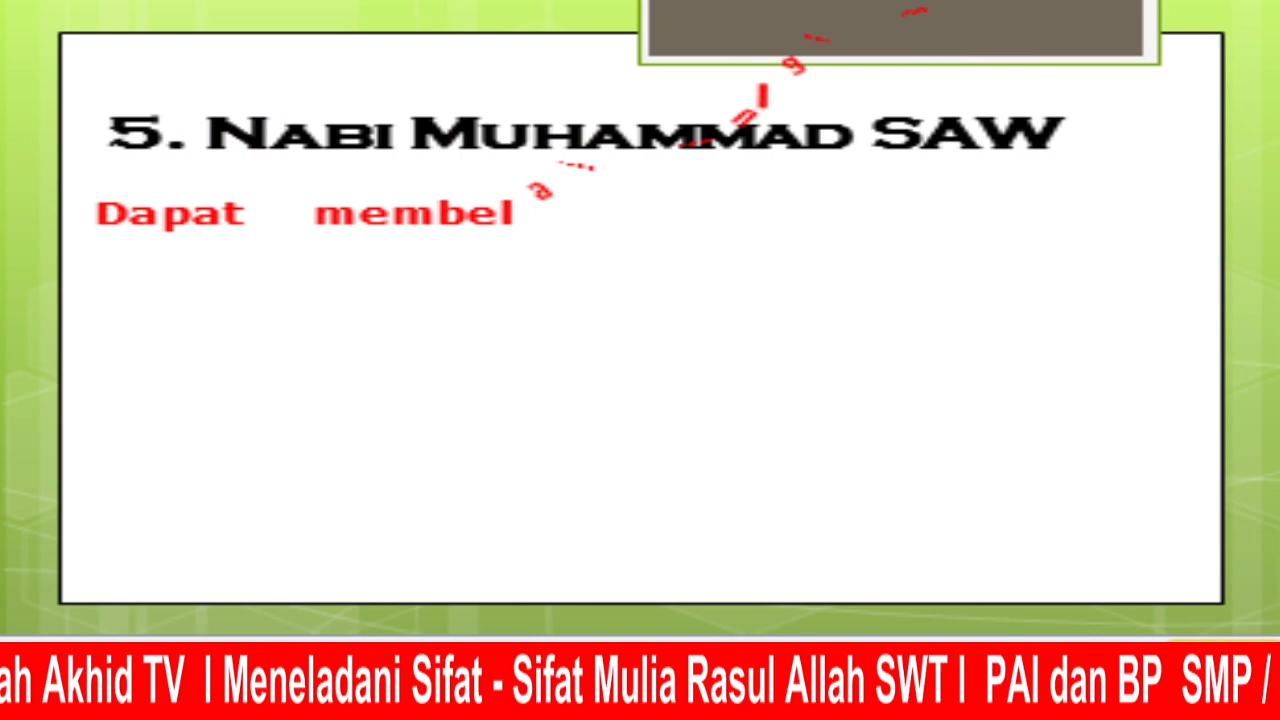 5. NABI MUHAMMAD SAW
Dapat membel
ah Akhid TV I Meneladani Sifat - Sifat Mulia Rasul Allah SWT I PAI dan BP SMP /